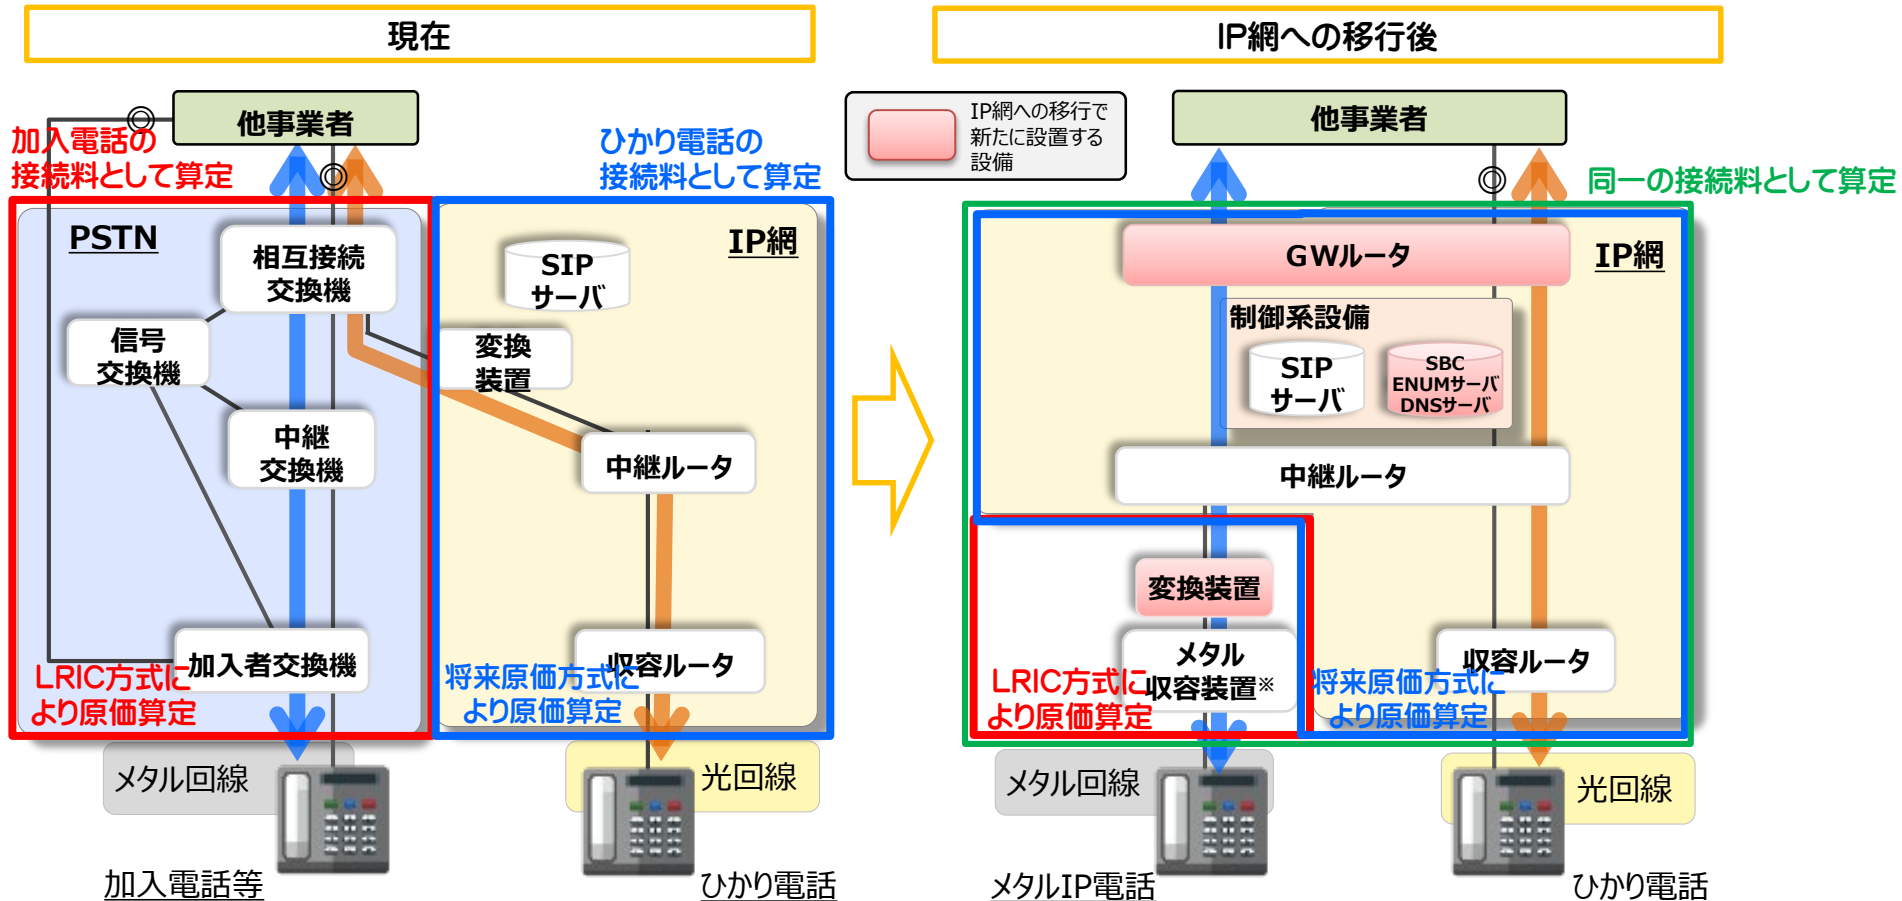 現在
他事業者
加入電話の
接続料として算定
ひかり電話の
接続料として算定
PSTN
相互接続
交換機
信号
交換機
中継
交換機
加入者交換機
LRIC方式に
より原価算定
IP網
SIP
サーバ
変換
装置
中継ルータ
収容ルータ
将来原価方式に
より原価算定
メタル回線
光回線
加入電話等
ひかり電話
IP網への移行後
IP網への移行で
新たに設置する
設備
他事業者
同一の接続料として算定
GWルータ
IP網
制御系設備
SIP
サーバ
SBC
ENUMサーバ
DNSサーバ
中継ルータ
変換装置
メタル
収容装置※
LRIC方式に
より原価算定
収容ルータ
将来原価方式に
より原価算定
メタル回線
光回線
メタルIP電話
ひかり電話